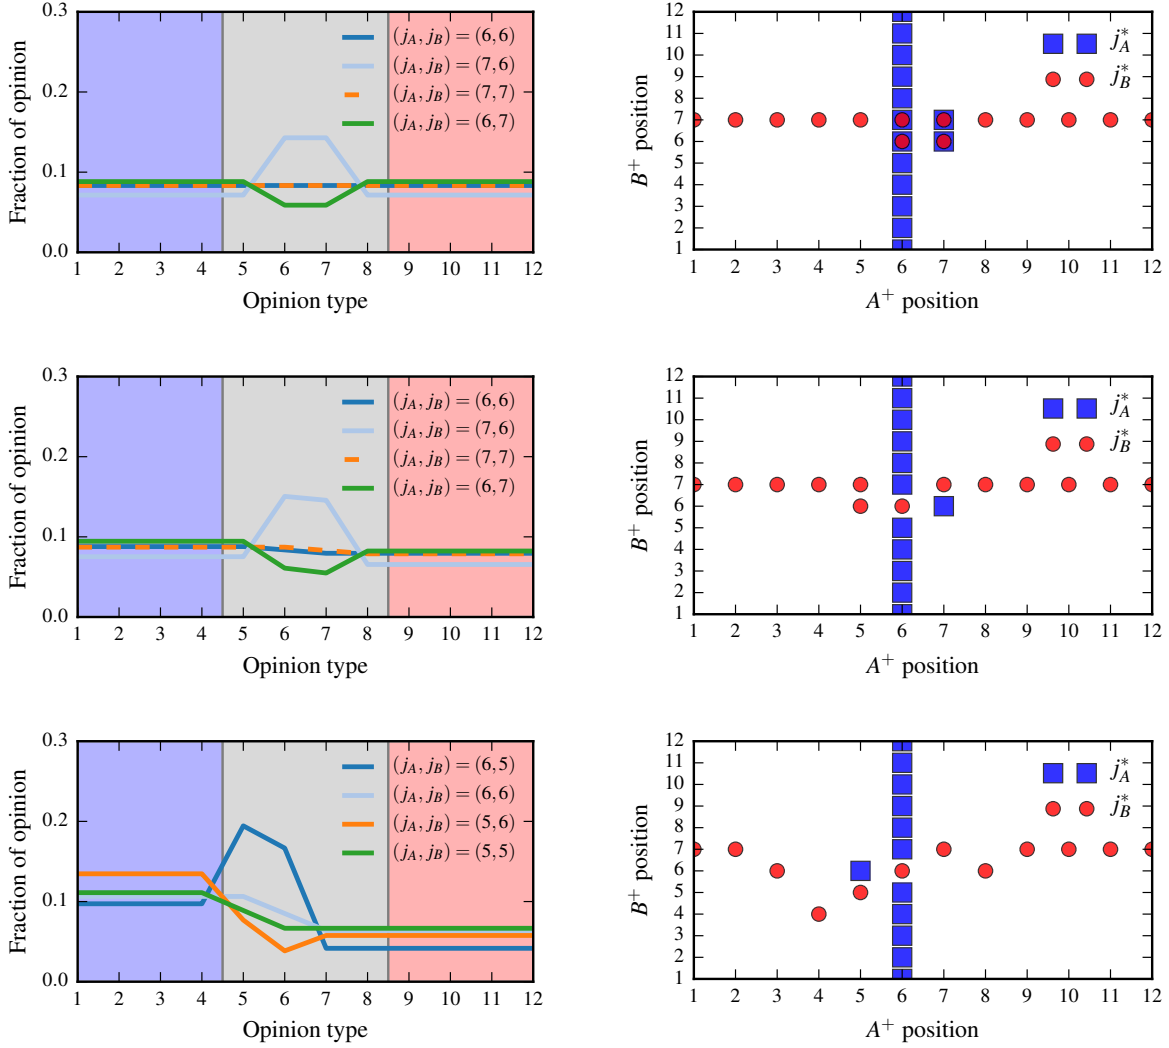 0.3
0.2
0.1
0.0
Fraction of opinion
(j_A, j_B) = (6,6)
(j_A, j_B) = (7,6)
(j_A, j_B) = (7,7)
(j_A, j_B) = (6,7)
1 2 3 4 5 6 7 8 9 10 11 12
Opinion type
12
11
10
9
8
7
6
5
4
3
2
1
B⁺ position
j*_A
j*_B
1 2 3 4 5 6 7 8 9 10 11 12
A⁺ position
0.3
0.2
0.1
0.0
Fraction of opinion
(j_A, j_B) = (6,6)
(j_A, j_B) = (7,6)
(j_A, j_B) = (7,7)
(j_A, j_B) = (6,7)
1 2 3 4 5 6 7 8 9 10 11 12
Opinion type
12
11
10
9
8
7
6
5
4
3
2
1
B⁺ position
j*_A
j*_B
1 2 3 4 5 6 7 8 9 10 11 12
A⁺ position
0.3
0.2
0.1
0.0
Fraction of opinion
(j_A, j_B) = (6,5)
(j_A, j_B) = (6,6)
(j_A, j_B) = (5,6)
(j_A, j_B) = (5,5)
1 2 3 4 5 6 7 8 9 10 11 12
Opinion type
12
11
10
9
8
7
6
5
4
3
2
1
B⁺ position
j*_A
j*_B
1 2 3 4 5 6 7 8 9 10 11 12
A⁺ position